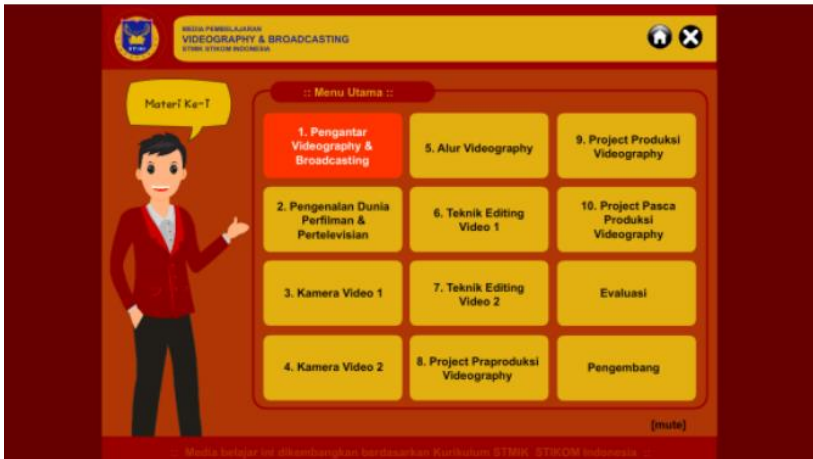 MEDIA PEMBELAJARAN
VIDEOGRAPHY & BROADCASTING
STMIK STIKOM INDONESIA
STIKI
Materi Ke-1
:: Menu Utama ::
1. Pengantar
Videography &
Broadcasting
2. Pengenalan Dunia
Perfilman &
Pertelevisian
3. Kamera Video 1
4. Kamera Video 2
5. Alur Videography
6. Teknik Editing
Video 1
7. Teknik Editing
Video 2
8. Project Praproduksi
Videography
9. Project Produksi
Videography
10. Project Pasca
Produksi
Videography
Evaluasi
Pengembang
[mute]
:: Media belajar ini dikembangkan berdasarkan Kurikulum STMIK STIKOM Indonesia ::